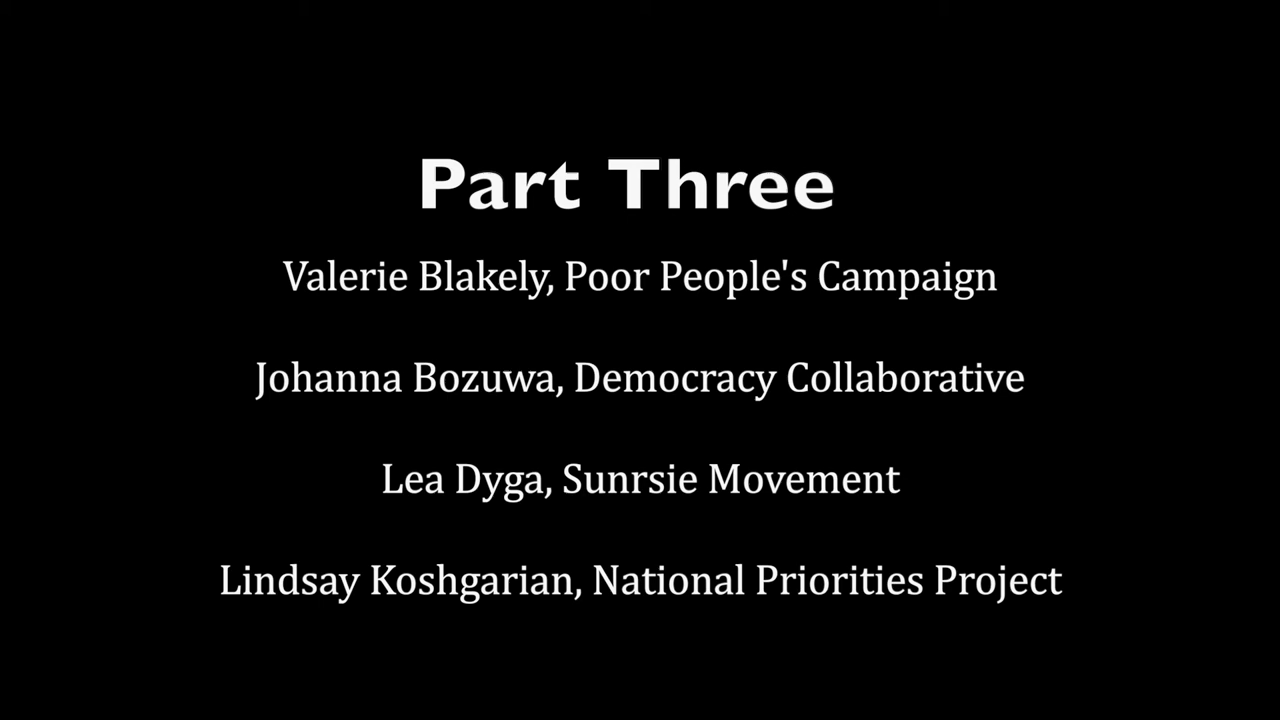 Part Three
Valerie Blakely, Poor People's Campaign
Johanna Bozuwa, Democracy Collaborative
Lea Dyga, Sunrsie Movement
Lindsay Koshgarian, National Priorities Project